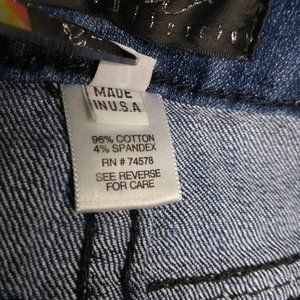 MADE
IN U.S.A
96% COTTON
4% SPANDEX
RN # 74578
SEE REVERSE
FOR CARE